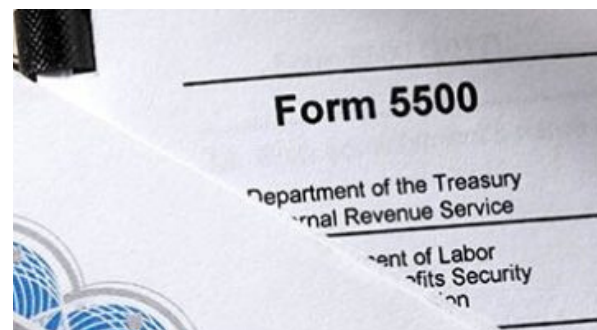 Form 5500
Department of the Treasury
Revenue Service
of Labor
Security